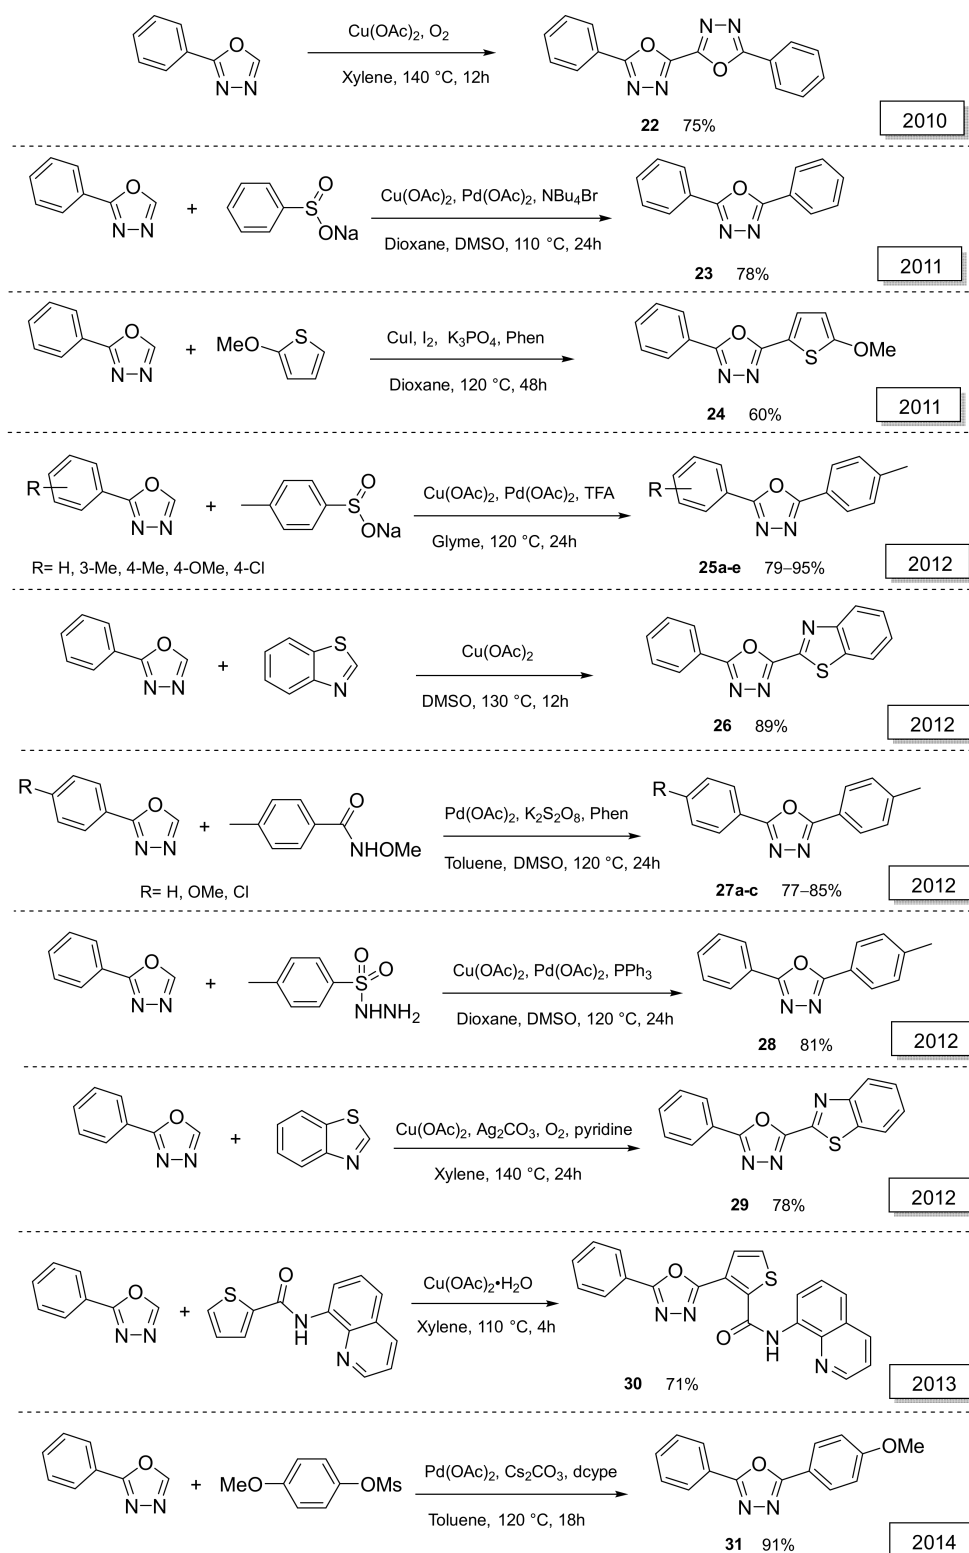 Cu(OAc)2, O2
Xylene, 140 °C, 12h
22 75%
2010
+
ONa
Cu(OAc)2, Pd(OAc)2, NBu4Br
Dioxane, DMSO, 110 °C, 24h
23 78%
2011
MeO
+
CuI, I2, K3PO4, Phen
Dioxane, 120 °C, 48h
OMe
24 60%
2011
R
+
ONa
Cu(OAc)2, Pd(OAc)2, TFA
Glyme, 120 °C, 24h
R
R= H, 3-Me, 4-Me, 4-OMe, 4-Cl
25a-e 79–95%
2012
+
Cu(OAc)2
DMSO, 130 °C, 12h
26 89%
2012
R
+
NHOMe
Pd(OAc)2, K2S2O8, Phen
Toluene, DMSO, 120 °C, 24h
R
R= H, OMe, Cl
27a-c 77–85%
2012
+
NHNH2
Cu(OAc)2, Pd(OAc)2, PPh3
Dioxane, DMSO, 120 °C, 24h
28 81%
2012
+
Cu(OAc)2, Ag2CO3, O2, pyridine
Xylene, 140 °C, 24h
29 78%
2012
+
Cu(OAc)2•H2O
Xylene, 110 °C, 4h
30 71%
2013
+
MeO
OMs
Pd(OAc)2, Cs2CO3, dcype
Toluene, 120 °C, 18h
OMe
31 91%
2014